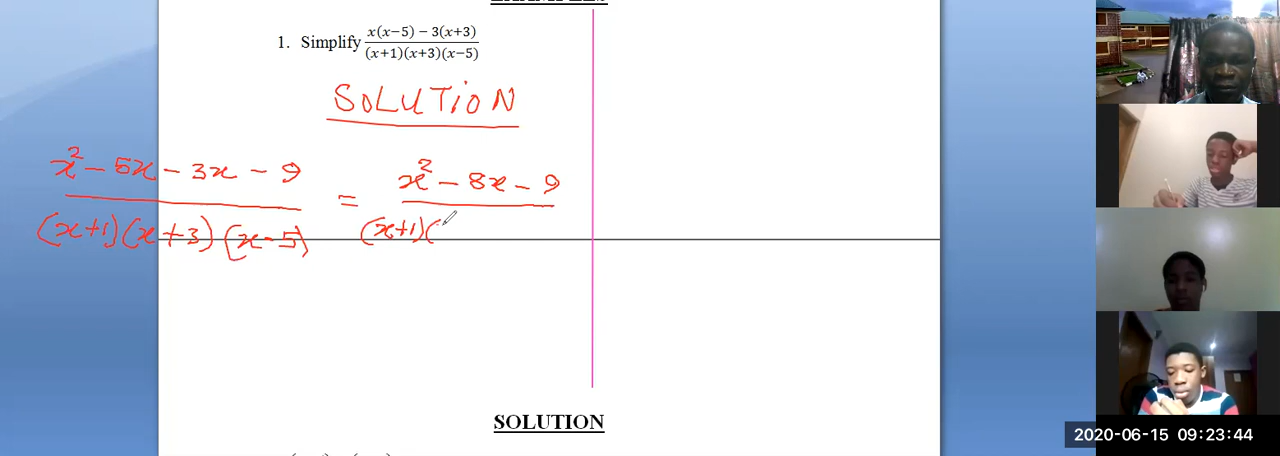 1. Simplify x(x−5) − 3(x+3) / (x+1)(x+3)(x−5)
SOLUTION
x² − 5x − 3x − 9 / (x+1)(x+3)(x−5) = x² − 8x − 9 / (x+1)(
SOLUTION
2020-06-15 09:23:44